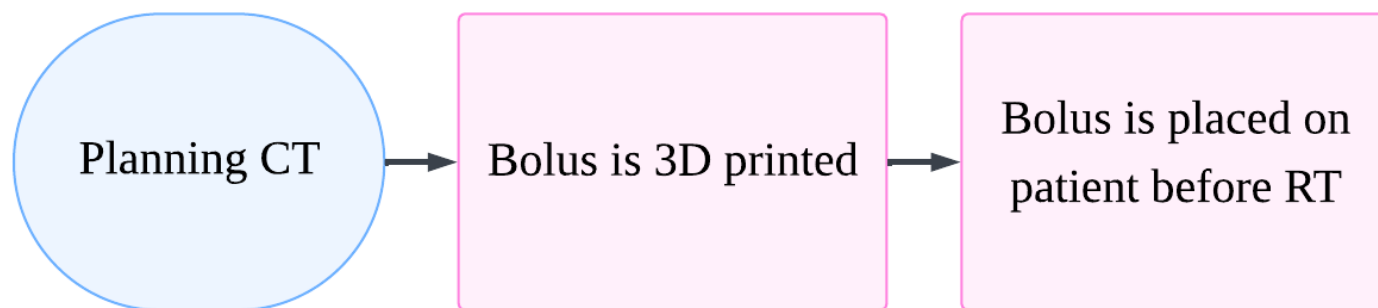 Planning CT
Bolus is 3D printed
Bolus is placed on
patient before RT